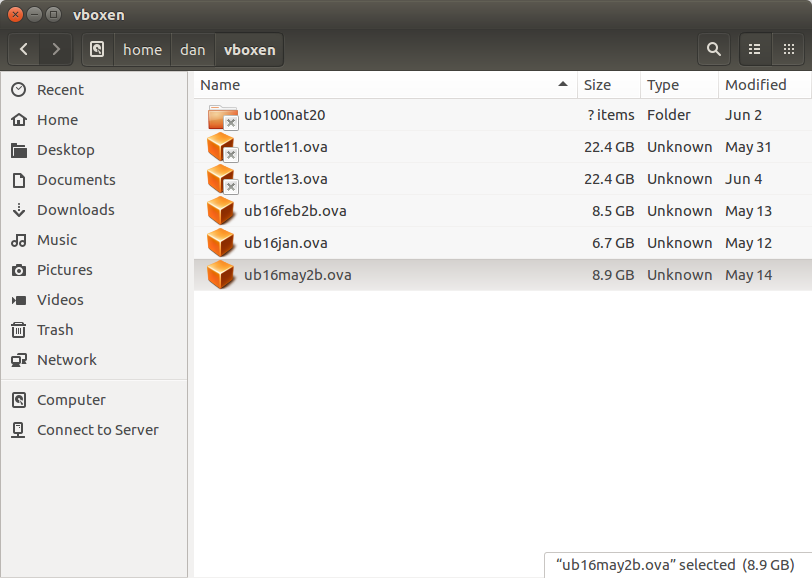 vboxen
home dan vboxen
Name Size Type Modified
Recent
Home
Desktop
Documents
Downloads
Music
Pictures
Videos
Trash
Network
Computer
Connect to Server
ub100nat20 ? items Folder Jun 2
tortle11.ova 22.4 GB Unknown May 31
tortle13.ova 22.4 GB Unknown Jun 4
ub16feb2b.ova 8.5 GB Unknown May 13
ub16jan.ova 6.7 GB Unknown May 12
ub16may2b.ova 8.9 GB Unknown May 14
“ub16may2b.ova” selected (8.9 GB)